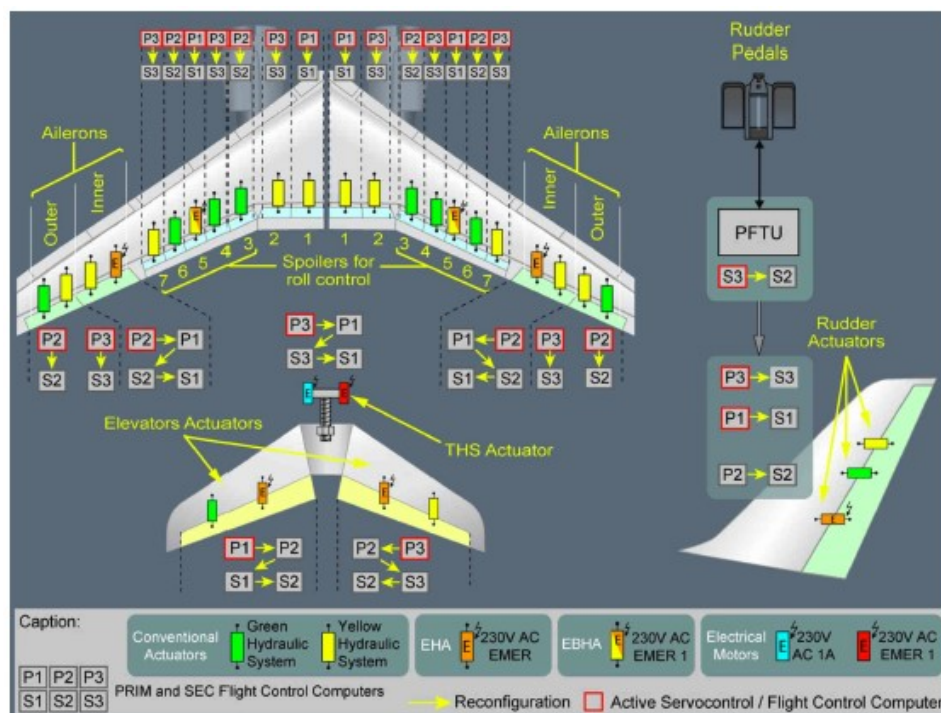 P3 P2 P1 P3 P2 P3 P1 P1 P3 P2 P3 P1 P2 P3
S3 S2 S1 S3 S2 S3 S1 S1 S3 S2 S3 S1 S2 S3
Rudder
Pedals
Ailerons
Outer
Inner
Ailerons
Inner
Outer
E
E
E
E
7 6 5 4 3 2 1 1 2 3 4 5 6 7
Spoilers for
roll control
PFTU
S3 S2
P2 P3 P2 P1
S2 S3 S2 S1
P3 P1
S3 S1
P1 P2 P3 P2
S1 S2 S3 S2
Rudder
Actuators
P3 S3
P1 S1
P2 S2
E E
Elevators Actuators
THS Actuator
E E
P1 P2 P2 P3
S1 S2 S2 S3
Caption:
P1 P2 P3
S1 S2 S3
PRIM and SEC Flight Control Computers
Conventional
Actuators
Green
Hydraulic
System
Yellow
Hydraulic
System
EHA
E
230V AC
EMER
EBHA
E
230V AC
EMER 1
Electrical
Motors
E
230V
AC 1A
E
230V AC
EMER 1
Reconfiguration
Active Servocontrol / Flight Control Computer